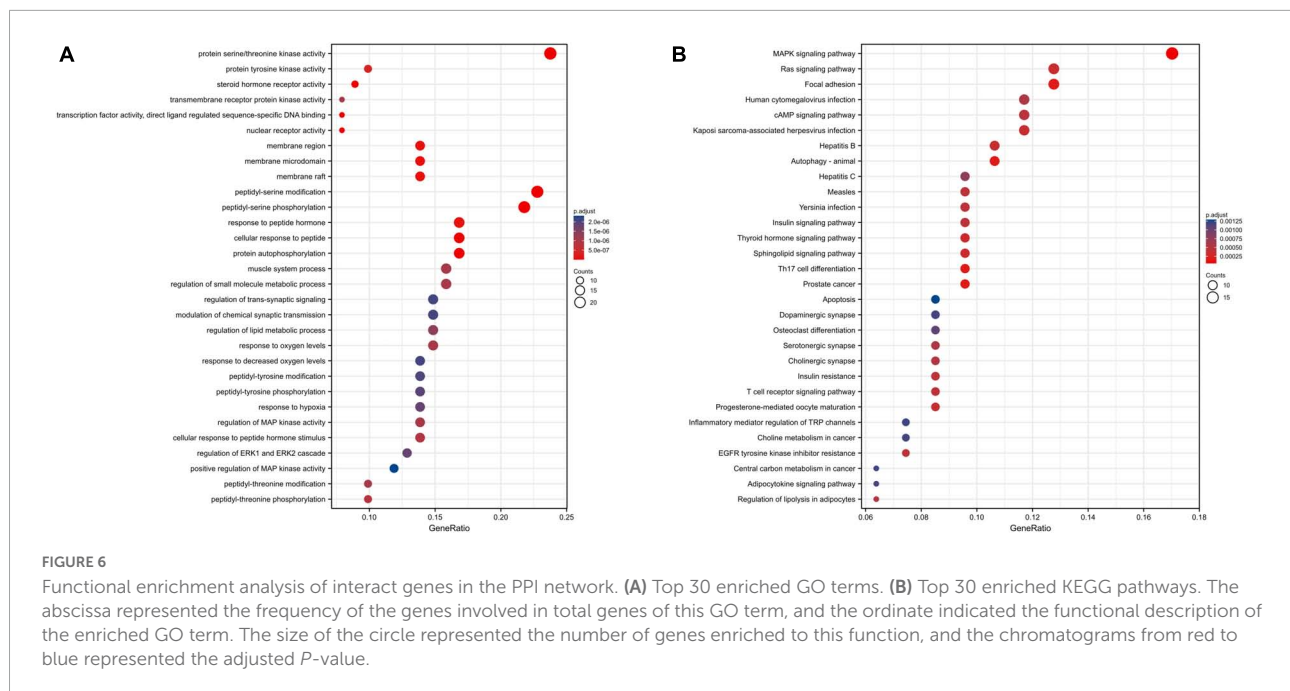 A
protein serine/threonine kinase activity
protein tyrosine kinase activity
steroid hormone receptor activity
transmembrane receptor protein kinase activity
transcription factor activity, direct ligand regulated sequence-specific DNA binding
nuclear receptor activity
membrane region
membrane microdomain
membrane raft
peptidyl-serine modification
peptidyl-serine phosphorylation
response to peptide hormone
cellular response to peptide
protein autophosphorylation
muscle system process
regulation of small molecule metabolic process
regulation of trans-synaptic signaling
modulation of chemical synaptic transmission
regulation of lipid metabolic process
response to oxygen levels
response to decreased oxygen levels
peptidyl-tyrosine modification
peptidyl-tyrosine phosphorylation
response to hypoxia
regulation of MAP kinase activity
cellular response to peptide hormone stimulus
regulation of ERK1 and ERK2 cascade
positive regulation of MAP kinase activity
peptidyl-threonine modification
peptidyl-threonine phosphorylation
0.10 0.15 0.20 0.25
GeneRatio
p.adjust
2.0e-06
1.5e-06
1.0e-06
5.0e-07
Counts
10
15
20
B
MAPK signaling pathway
Ras signaling pathway
Focal adhesion
Human cytomegalovirus infection
cAMP signaling pathway
Kaposi sarcoma-associated herpesvirus infection
Hepatitis B
Autophagy - animal
Hepatitis C
Measles
Yersinia infection
Insulin signaling pathway
Thyroid hormone signaling pathway
Sphingolipid signaling pathway
Th17 cell differentiation
Prostate cancer
Apoptosis
Dopaminergic synapse
Osteoclast differentiation
Serotonergic synapse
Cholinergic synapse
Insulin resistance
T cell receptor signaling pathway
Progesterone-mediated oocyte maturation
Inflammatory mediator regulation of TRP channels
Choline metabolism in cancer
EGFR tyrosine kinase inhibitor resistance
Central carbon metabolism in cancer
Adipocytokine signaling pathway
Regulation of lipolysis in adipocytes
0.06 0.08 0.10 0.12 0.14 0.16 0.18
GeneRatio
p.adjust
0.00125
0.00100
0.00075
0.00050
0.00025
Counts
10
15
FIGURE 6
Functional enrichment analysis of interact genes in the PPI network. (A) Top 30 enriched GO terms. (B) Top 30 enriched KEGG pathways. The
abscissa represented the frequency of the genes involved in total genes of this GO term, and the ordinate indicated the functional description of
the enriched GO term. The size of the circle represented the number of genes enriched to this function, and the chromatograms from red to
blue represented the adjusted P-value.